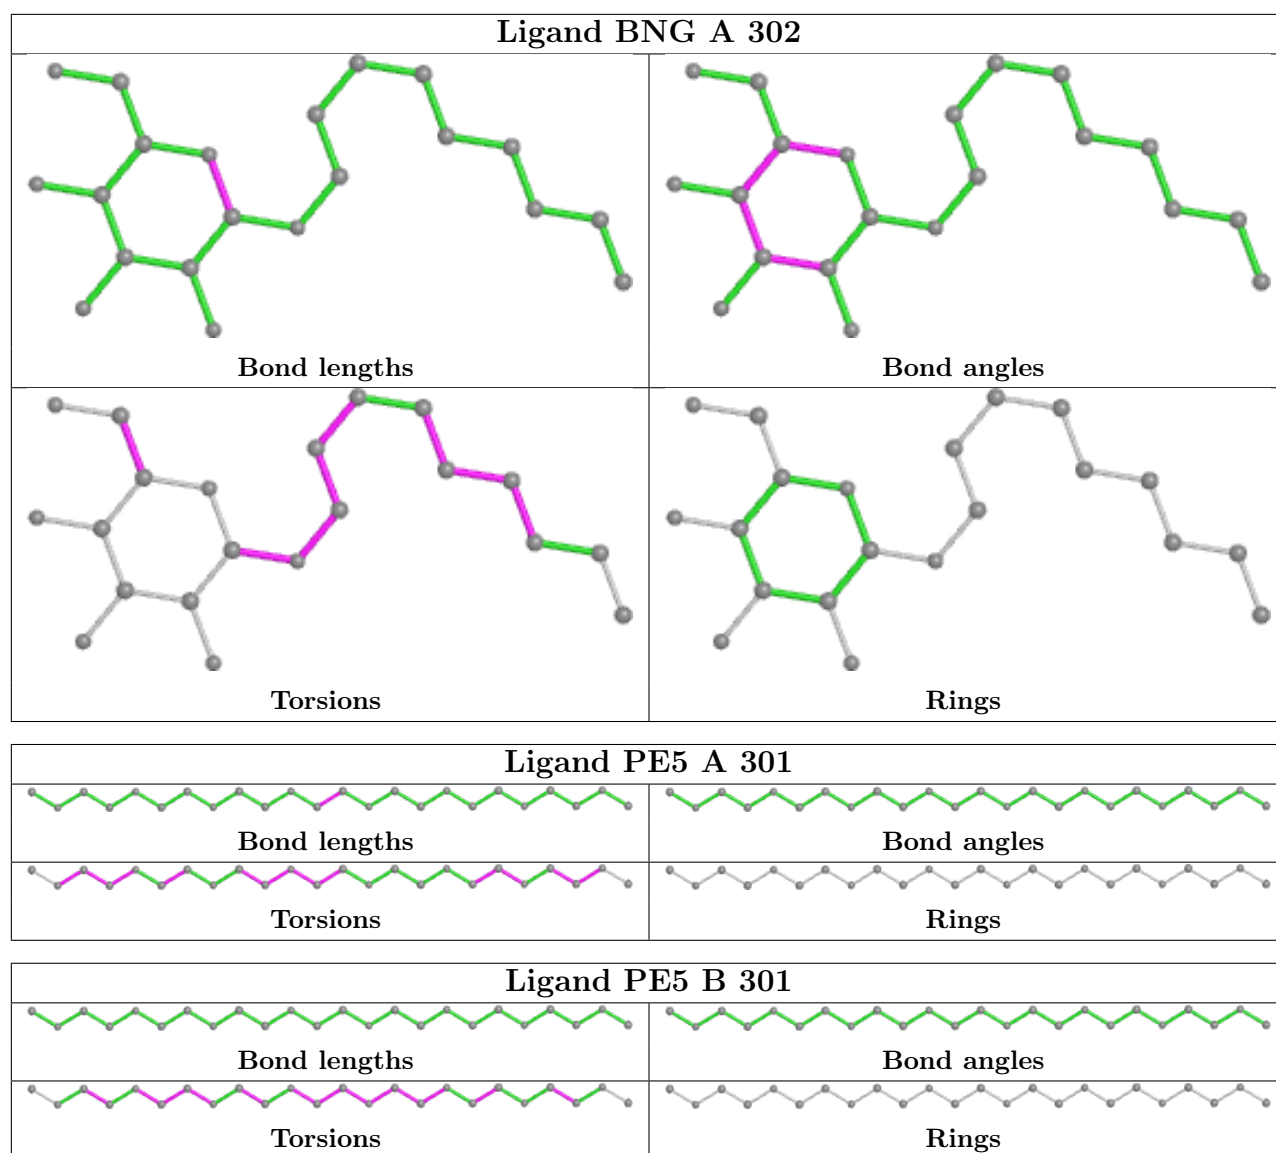 Ligand BNG A 302
Bond lengths
Bond angles
Torsions
Rings
Ligand PE5 A 301
Bond lengths
Bond angles
Torsions
Rings
Ligand PE5 B 301
Bond lengths
Bond angles
Torsions
Rings